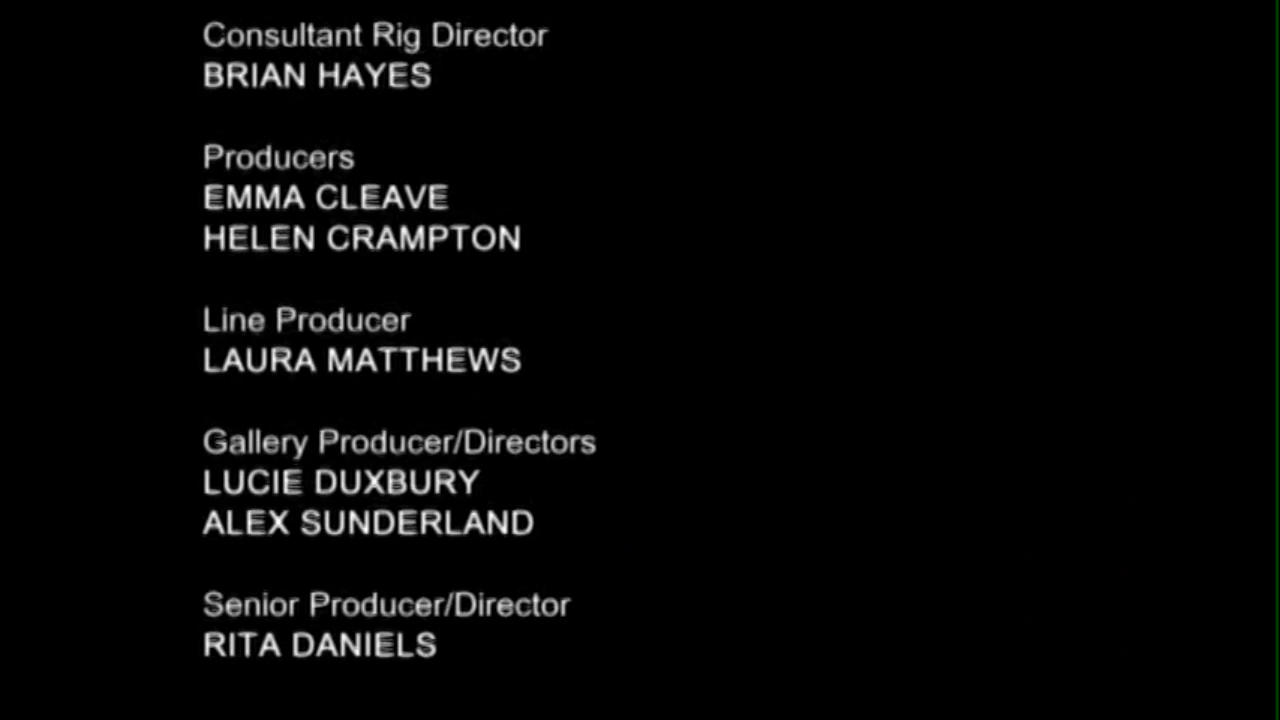 Consultant Rig Director
BRIAN HAYES
Producers
EMMA CLEAVE
HELEN CRAMPTON
Line Producer
LAURA MATTHEWS
Gallery Producer/Directors
LUCIE DUXBURY
ALEX SUNDERLAND
Senior Producer/Director
RITA DANIELS